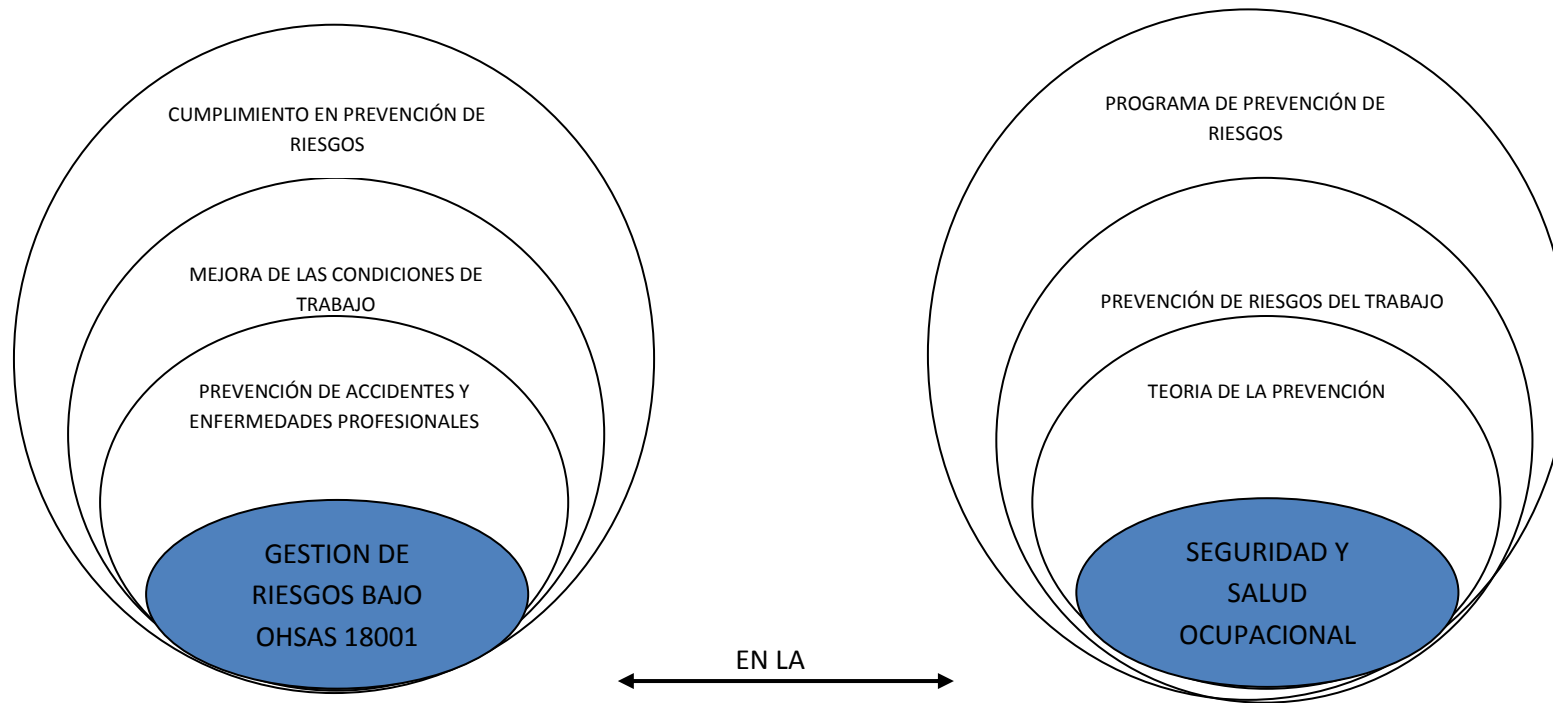 CUMPLIMIENTO EN PREVENCIÓN DE
RIESGOS
MEJORA DE LAS CONDICIONES DE
TRABAJO
PREVENCIÓN DE ACCIDENTES Y
ENFERMEDADES PROFESIONALES
GESTION DE
RIESGOS BAJO
OHSAS 18001
EN LA
PROGRAMA DE PREVENCIÓN DE
RIESGOS
PREVENCIÓN DE RIESGOS DEL TRABAJO
TEORIA DE LA PREVENCIÓN
SEGURIDAD Y
SALUD
OCUPACIONAL